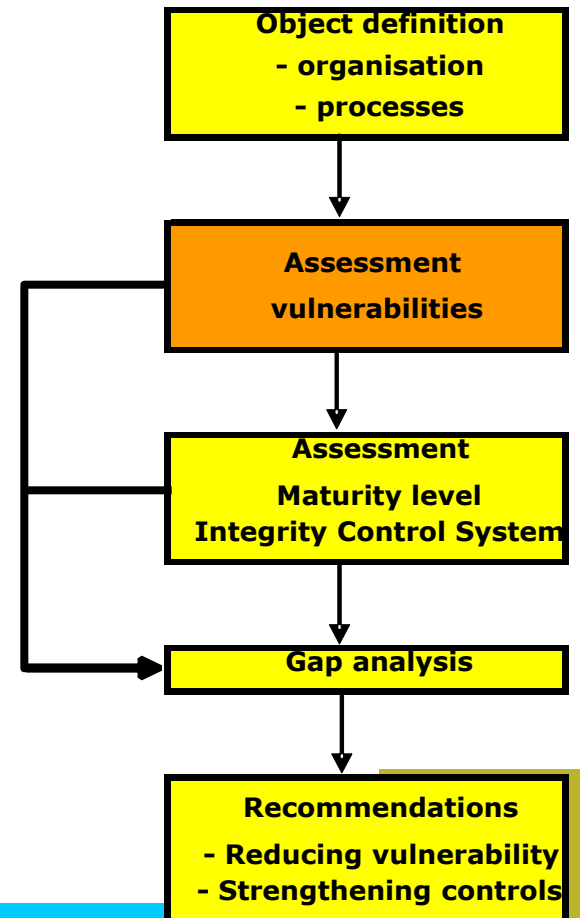 Object definition
- organisation
- processes
Assessment
vulnerabilities
Assessment
Maturity level
Integrity Control System
Gap analysis
Recommendations
- Reducing vulnerability
- Strengthening controls